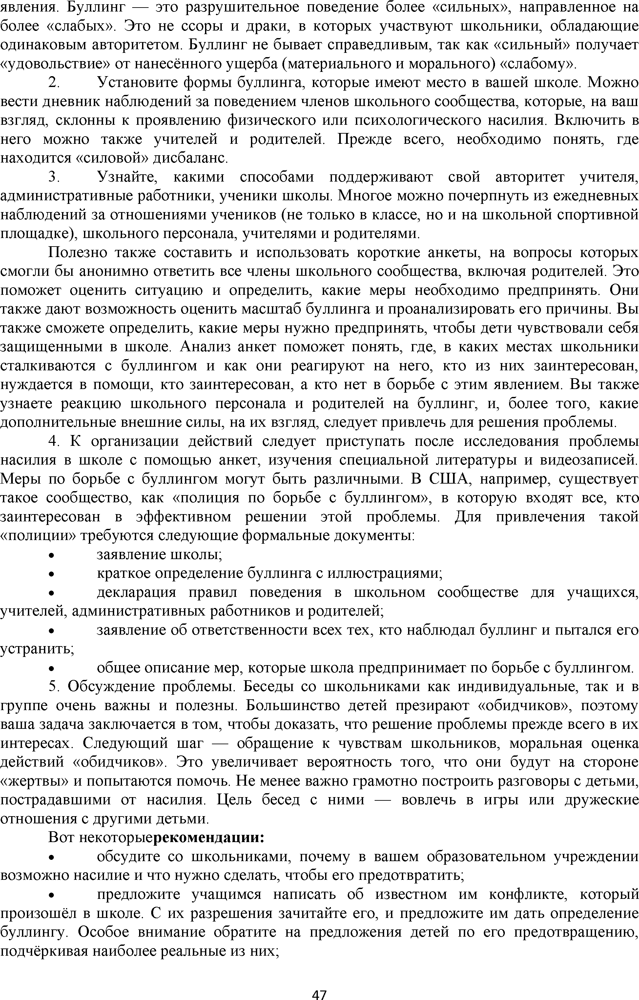 явления. Буллинг — это разрушительное поведение более «сильных», направленное на
более «слабых». Это не ссоры и драки, в которых участвуют школьники, обладающие
одинаковым авторитетом. Буллинг не бывает справедливым, так как «сильный» получает
«удовольствие» от нанесённого ущерба (материального и морального) «слабому».
2. Установите формы буллинга, которые имеют место в вашей школе. Можно
вести дневник наблюдений за поведением членов школьного сообщества, которые, на ваш
взгляд, склонны к проявлению физического или психологического насилия. Включить в
него можно также учителей и родителей. Прежде всего, необходимо понять, где
находится «силовой» дисбаланс.
3. Узнайте, какими способами поддерживают свой авторитет учителя,
административные работники, ученики школы. Многое можно почерпнуть из ежедневных
наблюдений за отношениями учеников (не только в классе, но и на школьной спортивной
площадке), школьного персонала, учителями и родителями.
Полезно также составить и использовать короткие анкеты, на вопросы которых
смогли бы анонимно ответить все члены школьного сообщества, включая родителей. Это
поможет оценить ситуацию и определить, какие меры необходимо предпринять. Они
также дают возможность оценить масштаб буллинга и проанализировать его причины. Вы
также сможете определить, какие меры нужно предпринять, чтобы дети чувствовали себя
защищенными в школе. Анализ анкет поможет понять, где, в каких местах школьники
сталкиваются с буллингом и как они реагируют на него, кто из них заинтересован,
нуждается в помощи, кто заинтересован, а кто нет в борьбе с этим явлением. Вы также
узнаете реакцию школьного персонала и родителей на буллинг, и, более того, какие
дополнительные внешние силы, на их взгляд, следует привлечь для решения проблемы.
4. К организации действий следует приступать после исследования проблемы
насилия в школе с помощью анкет, изучения специальной литературы и видеозаписей.
Меры по борьбе с буллингом могут быть различными. В США, например, существует
такое сообщество, как «полиция по борьбе с буллингом», в которую входят все, кто
заинтересован в эффективном решении этой проблемы. Для привлечения такой
«полиции» требуются следующие формальные документы:
• заявление школы;
• краткое определение буллинга с иллюстрациями;
• декларация правил поведения в школьном сообществе для учащихся,
учителей, административных работников и родителей;
• заявление об ответственности всех тех, кто наблюдал буллинг и пытался его
устранить;
• общее описание мер, которые школа предпринимает по борьбе с буллингом.
5. Обсуждение проблемы. Беседы со школьниками как индивидуальные, так и в
группе очень важны и полезны. Большинство детей презирают «обидчиков», поэтому
ваша задача заключается в том, чтобы доказать, что решение проблемы прежде всего в их
интересах. Следующий шаг — обращение к чувствам школьников, моральная оценка
действий «обидчиков». Это увеличивает вероятность того, что они будут на стороне
«жертвы» и попытаются помочь. Не менее важно грамотно построить разговоры с детьми,
пострадавшими от насилия. Цель бесед с ними — вовлечь в игры или дружеские
отношения с другими детьми.
Вот некоторыерекомендации:
• обсудите со школьниками, почему в вашем образовательном учреждении
возможно насилие и что нужно сделать, чтобы его предотвратить;
• предложите учащимся написать об известном им конфликте, который
произошёл в школе. С их разрешения зачитайте его, и предложите им дать определение
буллингу. Особое внимание обратите на предложения детей по его предотвращению,
подчёркивая наиболее реальные из них;
47